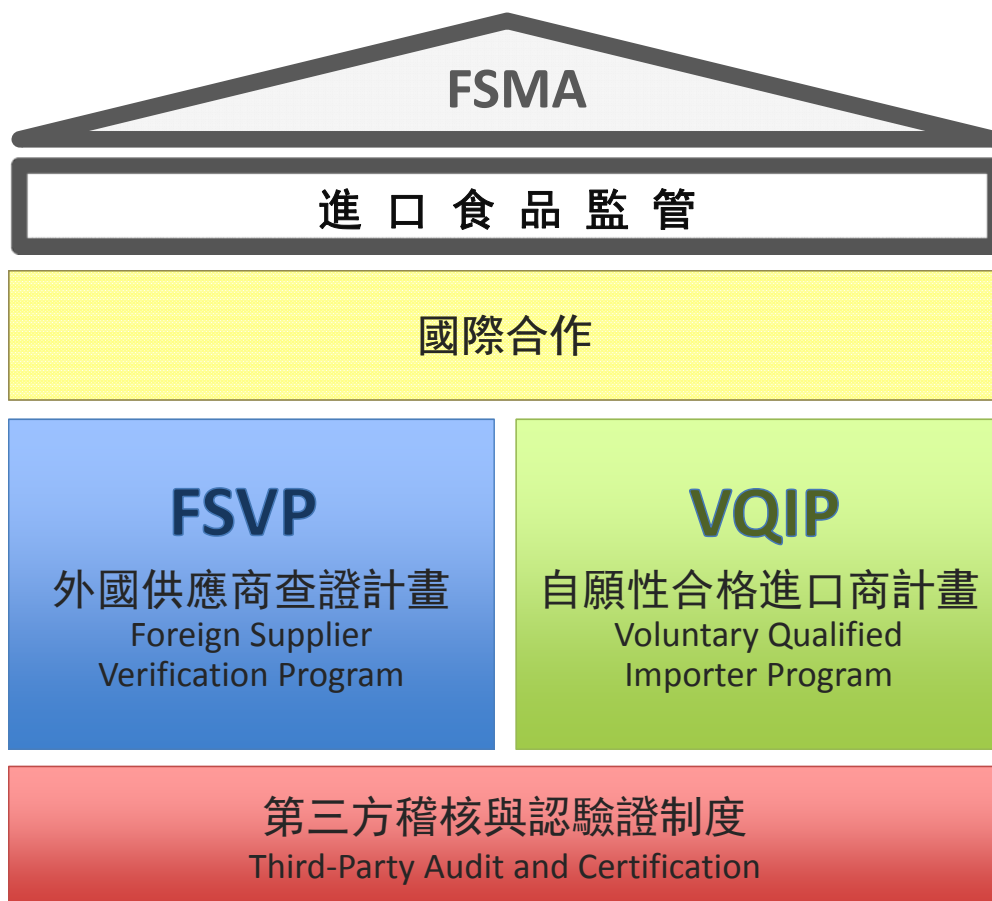 FSMA
進口食品監管
國際合作
FSVP
外國供應商查證計畫
Foreign Supplier
Verification Program
VQIP
自願性合格進口商計畫
Voluntary Qualified
Importer Program
第三方稽核與認驗證制度
Third-Party Audit and Certification